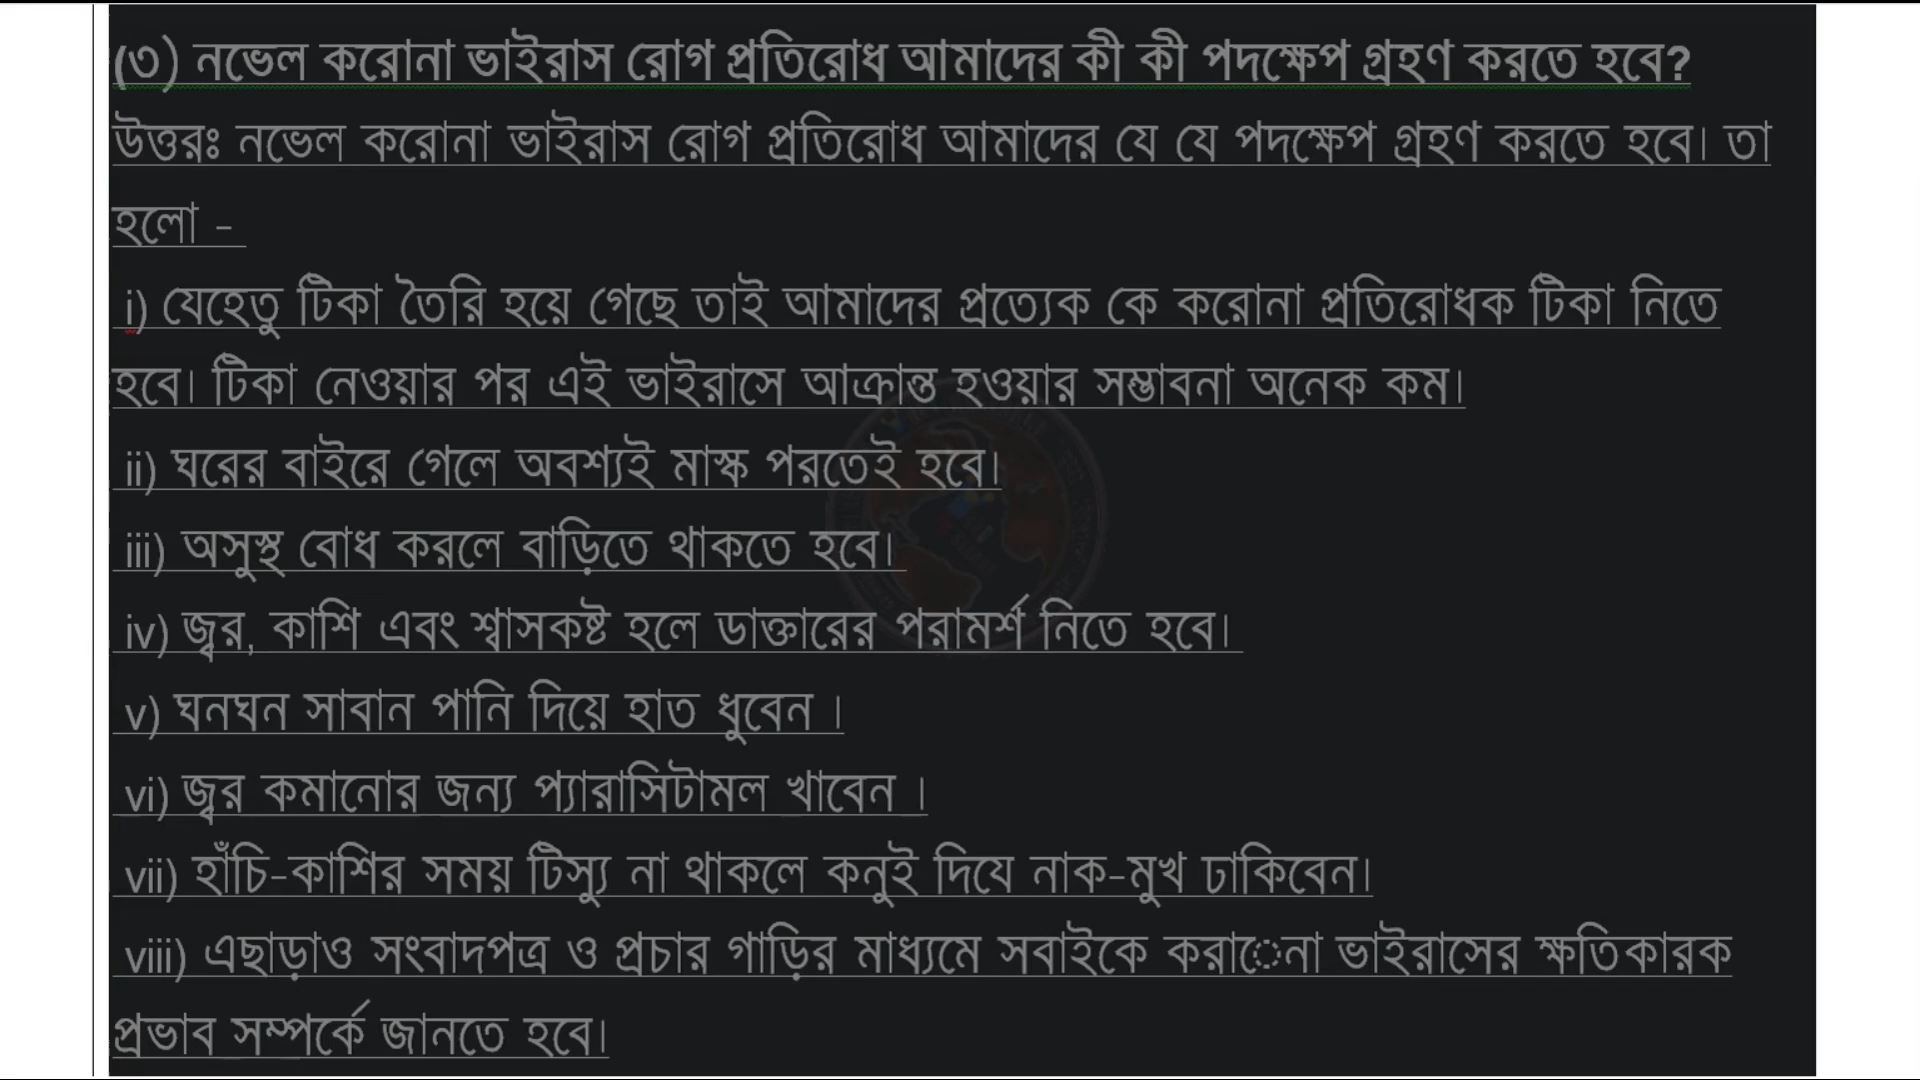 (৩) নভেল করোনা ভাইরাস রোগ প্রতিরোধ আমাদের কী কী পদক্ষেপ গ্রহণ করতে হবে?
উত্তরঃ নভেল করোনা ভাইরাস রোগ প্রতিরোধ আমাদের যে যে পদক্ষেপ গ্রহণ করতে হবে। তা
হলো -
i) যেহেতু টিকা তৈরি হয়ে গেছে তাই আমাদের প্রত্যেক কে করোনা প্রতিরোধক টিকা নিতে
হবে। টিকা নেওয়ার পর এই ভাইরাসে আক্রান্ত হওয়ার সম্ভাবনা অনেক কম।
ii) ঘরের বাইরে গেলে অবশ্যই মাস্ক পরতেই হবে।
iii) অসুস্থ বোধ করলে বাড়িতে থাকতে হবে।
iv) জ্বর, কাশি এবং শ্বাসকষ্ট হলে ডাক্তারের পরামর্শ নিতে হবে।
v) ঘনঘন সাবান পানি দিয়ে হাত ধুবেন ।
vi) জ্বর কমানোর জন্য প্যারাসিটামল খাবেন ।
vii) হাঁচি-কাশির সময় টিস্যু না থাকলে কনুই দিযে নাক-মুখ ঢাকিবেন।
viii) এছাড়াও সংবাদপত্র ও প্রচার গাড়ির মাধ্যমে সবাইকে করােনা ভাইরাসের ক্ষতিকারক
প্রভাব সম্পর্কে জানতে হবে।